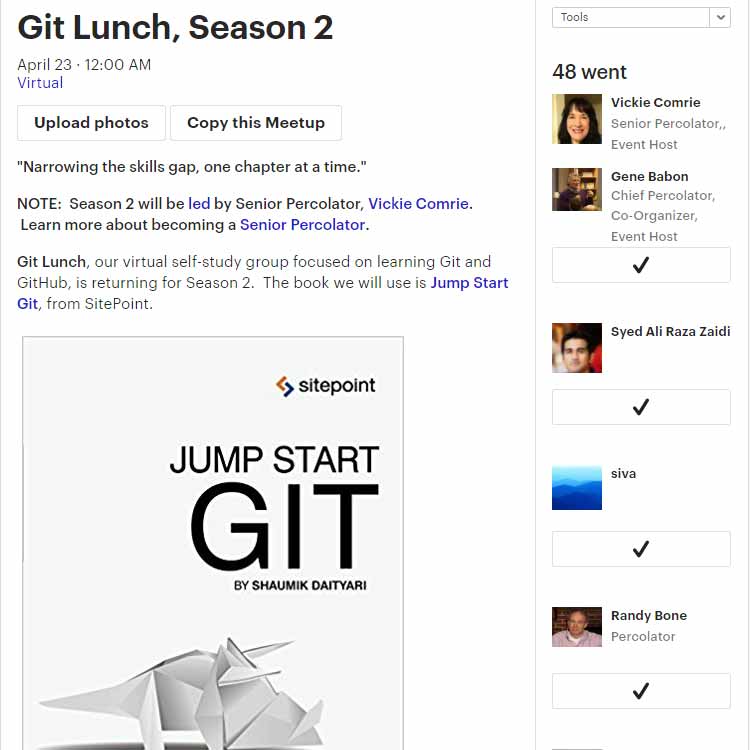 Git Lunch, Season 2
April 23 · 12:00 AM
Virtual
Upload photos
Copy this Meetup
"Narrowing the skills gap, one chapter at a time."
NOTE:  Season 2 will be led by Senior Percolator, Vickie Comrie.
Learn more about becoming a Senior Percolator.
Git Lunch, our virtual self-study group focused on learning Git and
GitHub, is returning for Season 2.  The book we will use is Jump Start
Git, from SitePoint.
sitepoint
JUMP START
GIT
BY SHAUMIK DAITYARI
Tools
48 went
Vickie Comrie
Senior Percolator,,
Event Host
Gene Babon
Chief Percolator,
Co-Organizer,
Event Host
Syed Ali Raza Zaidi
siva
Randy Bone
Percolator